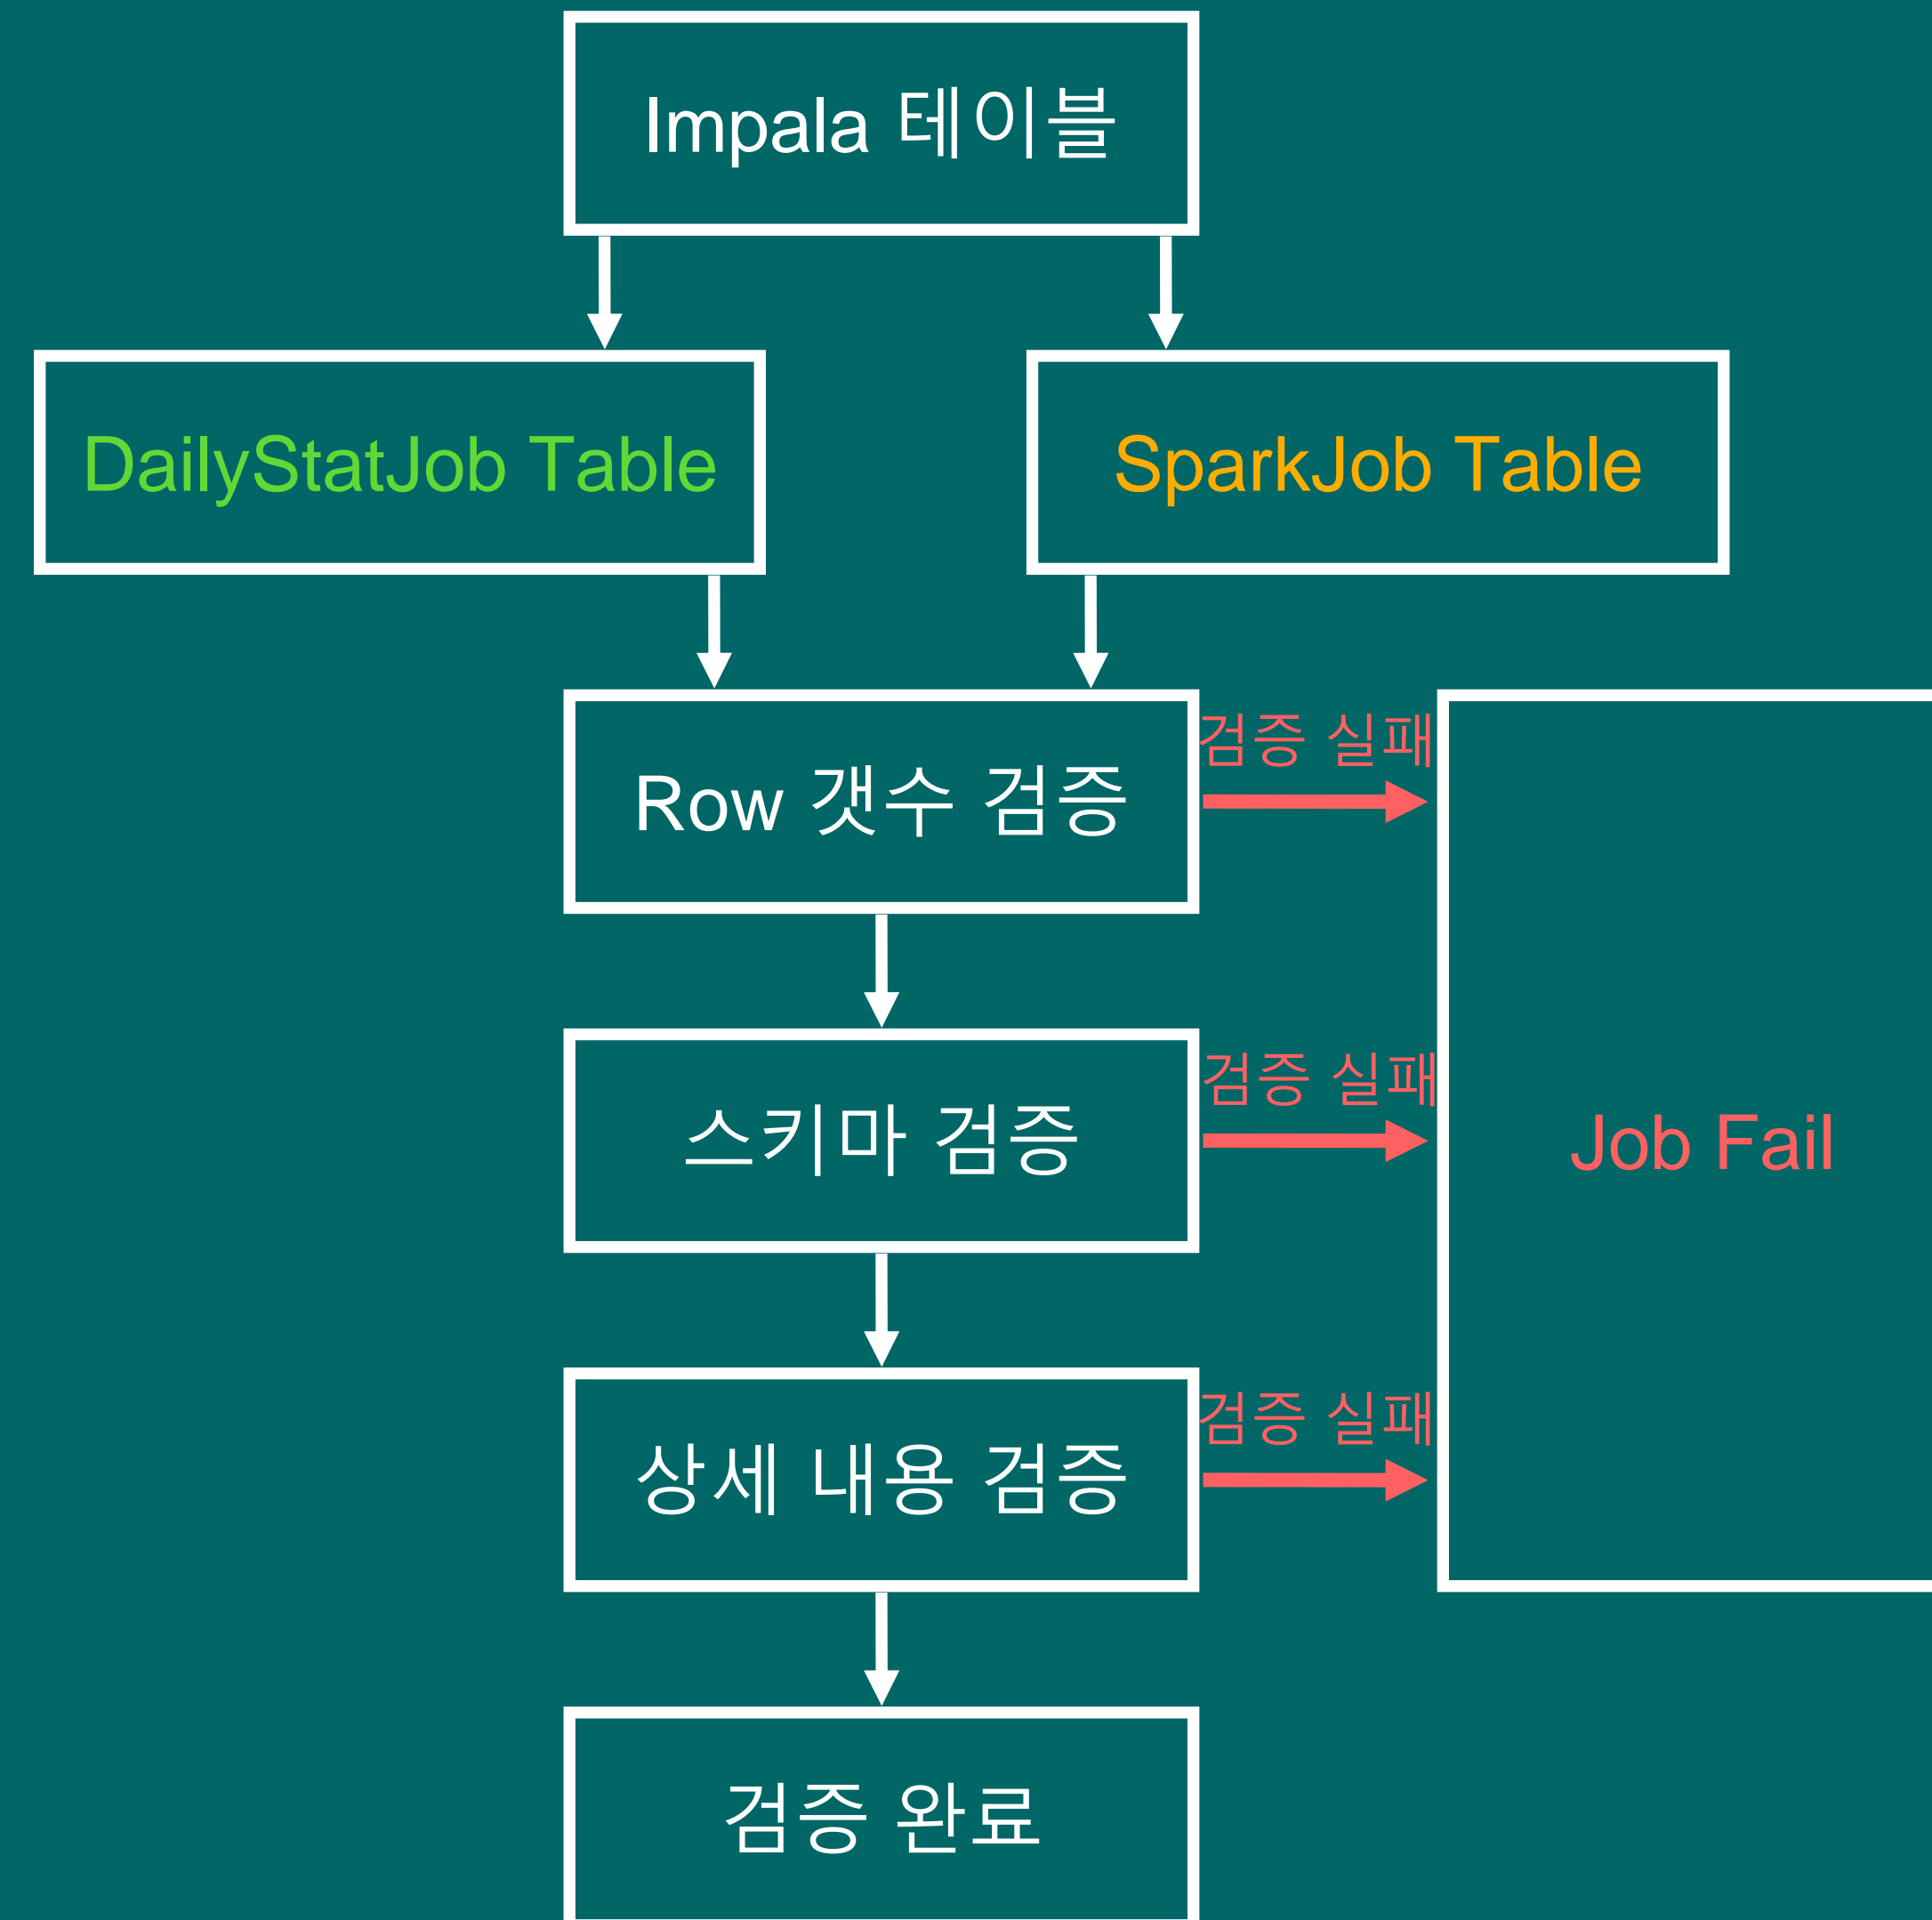 Impala 테이블
DailyStatJob Table
SparkJob Table
Row 갯수 검증
검증 실패
스키마 검증
검증 실패
Job Fail
상세 내용 검증
검증 실패
검증 완료